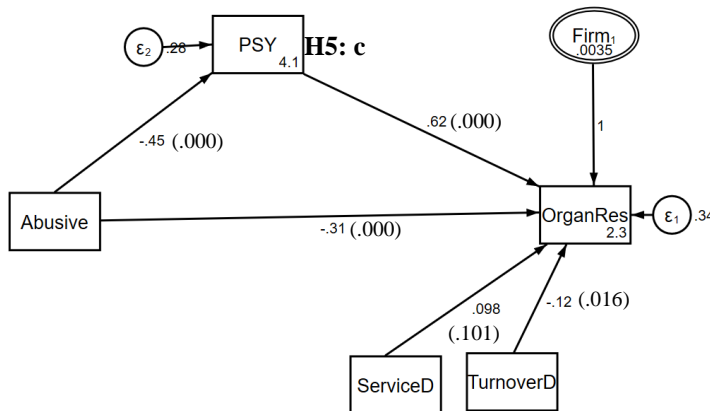 ε₂ .28
PSY
4.1
H5: c
Firm₁
.0035
-.45 (.000)
.62 (.000)
1
Abusive
-.31 (.000)
OrganRes
2.3
ε₁ .34
.098
(.101)
-.12 (.016)
ServiceD
TurnoverD